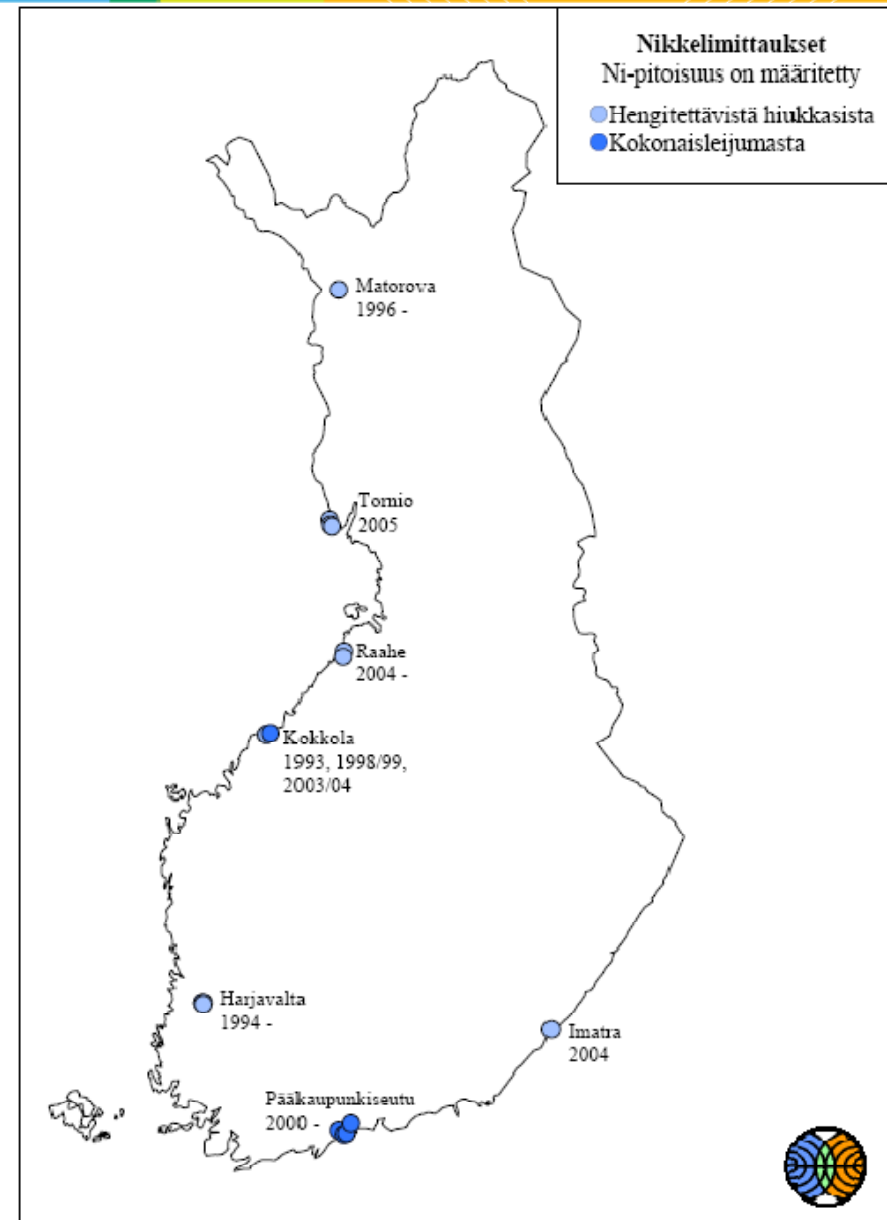 Nikkelimittaukset
Ni-pitoisuus on määritetty
Hengitettävistä hiukkasista
Kokonaisleijumasta
Matorova
1996 -
Tornio
2005
Raahe
2004 -
Kokkola
1993, 1998/99,
2003/04
Harjavalta
1994 -
Imatra
2004
Pääkaupunkiseutu
2000 -